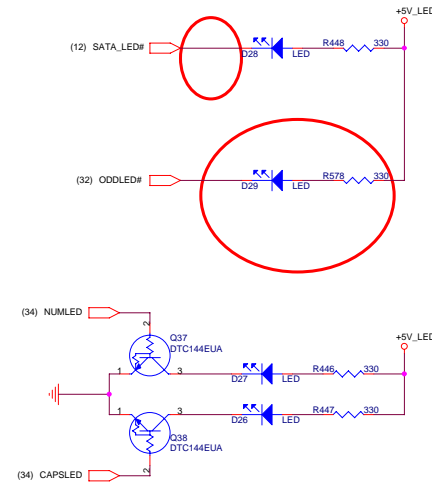 +5V_LED
(12) SATA_LED#
D28
LED
R448
330
(32) ODDLED#
D29
LED
R578
330
(34) NUMLED
2
Q37
DTC144EUA
+5V_LED
1
3
D27
LED
R446
330
1
3
D26
LED
R447
330
Q38
DTC144EUA
2
(34) CAPSLED